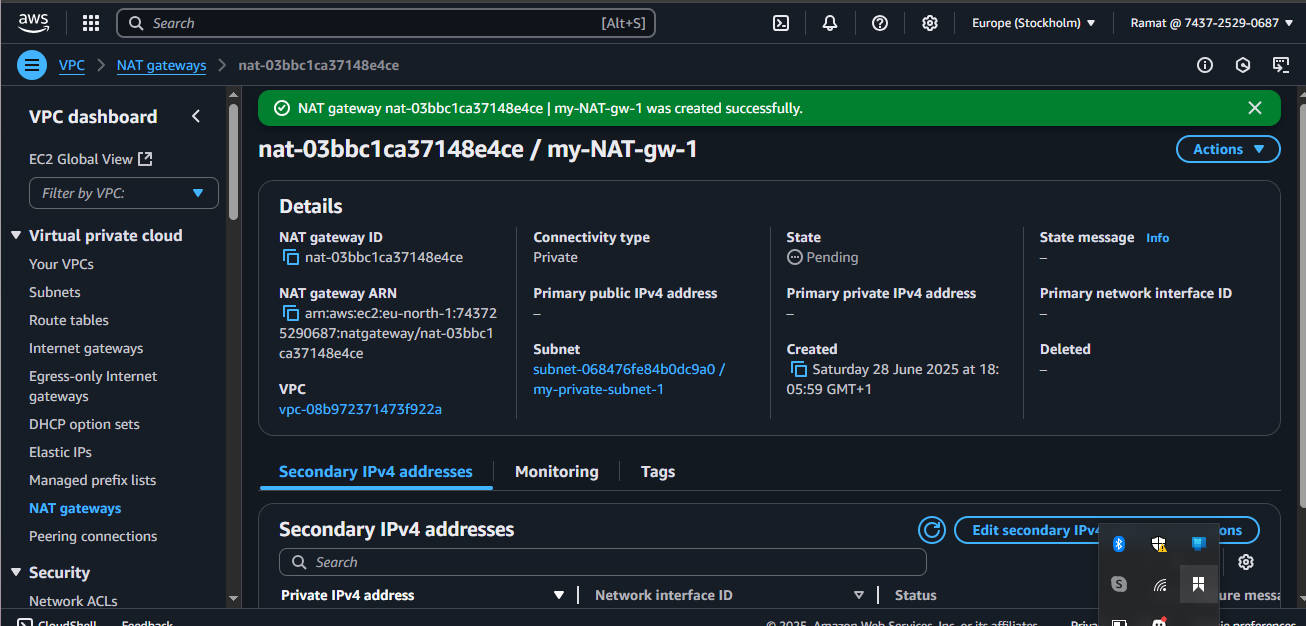 aws
Search [Alt+S]
Europe (Stockholm)
Ramat @ 7437-2529-0687
VPC
NAT gateways
nat-03bbc1ca37148e4ce
VPC dashboard
EC2 Global View
Filter by VPC:
Virtual private cloud
Your VPCs
Subnets
Route tables
Internet gateways
Egress-only Internet
gateways
DHCP option sets
Elastic IPs
Managed prefix lists
NAT gateways
Peering connections
Security
Network ACLs
NAT gateway nat-03bbc1ca37148e4ce | my-NAT-gw-1 was created successfully.
nat-03bbc1ca37148e4ce / my-NAT-gw-1
Actions
Details
NAT gateway ID
nat-03bbc1ca37148e4ce
NAT gateway ARN
arn:aws:ec2:eu-north-1:74372
5290687:natgateway/nat-03bbc1
ca37148e4ce
VPC
vpc-08b972371473f922a
Connectivity type
Private
Primary public IPv4 address
–
Subnet
subnet-068476fe84b0dc9a0 /
my-private-subnet-1
State
Pending
Primary private IPv4 address
–
Created
Saturday 28 June 2025 at 18:
05:59 GMT+1
State message Info
–
Primary network interface ID
–
Deleted
–
Secondary IPv4 addresses
Monitoring
Tags
Secondary IPv4 addresses
Edit secondary IPv4
ons
Search
Private IPv4 address
Network interface ID
Status
ure messa
CloudShell
Feedback
© 2025, Amazon Web Services, Inc. or its affiliates.
Priva
ie preferences